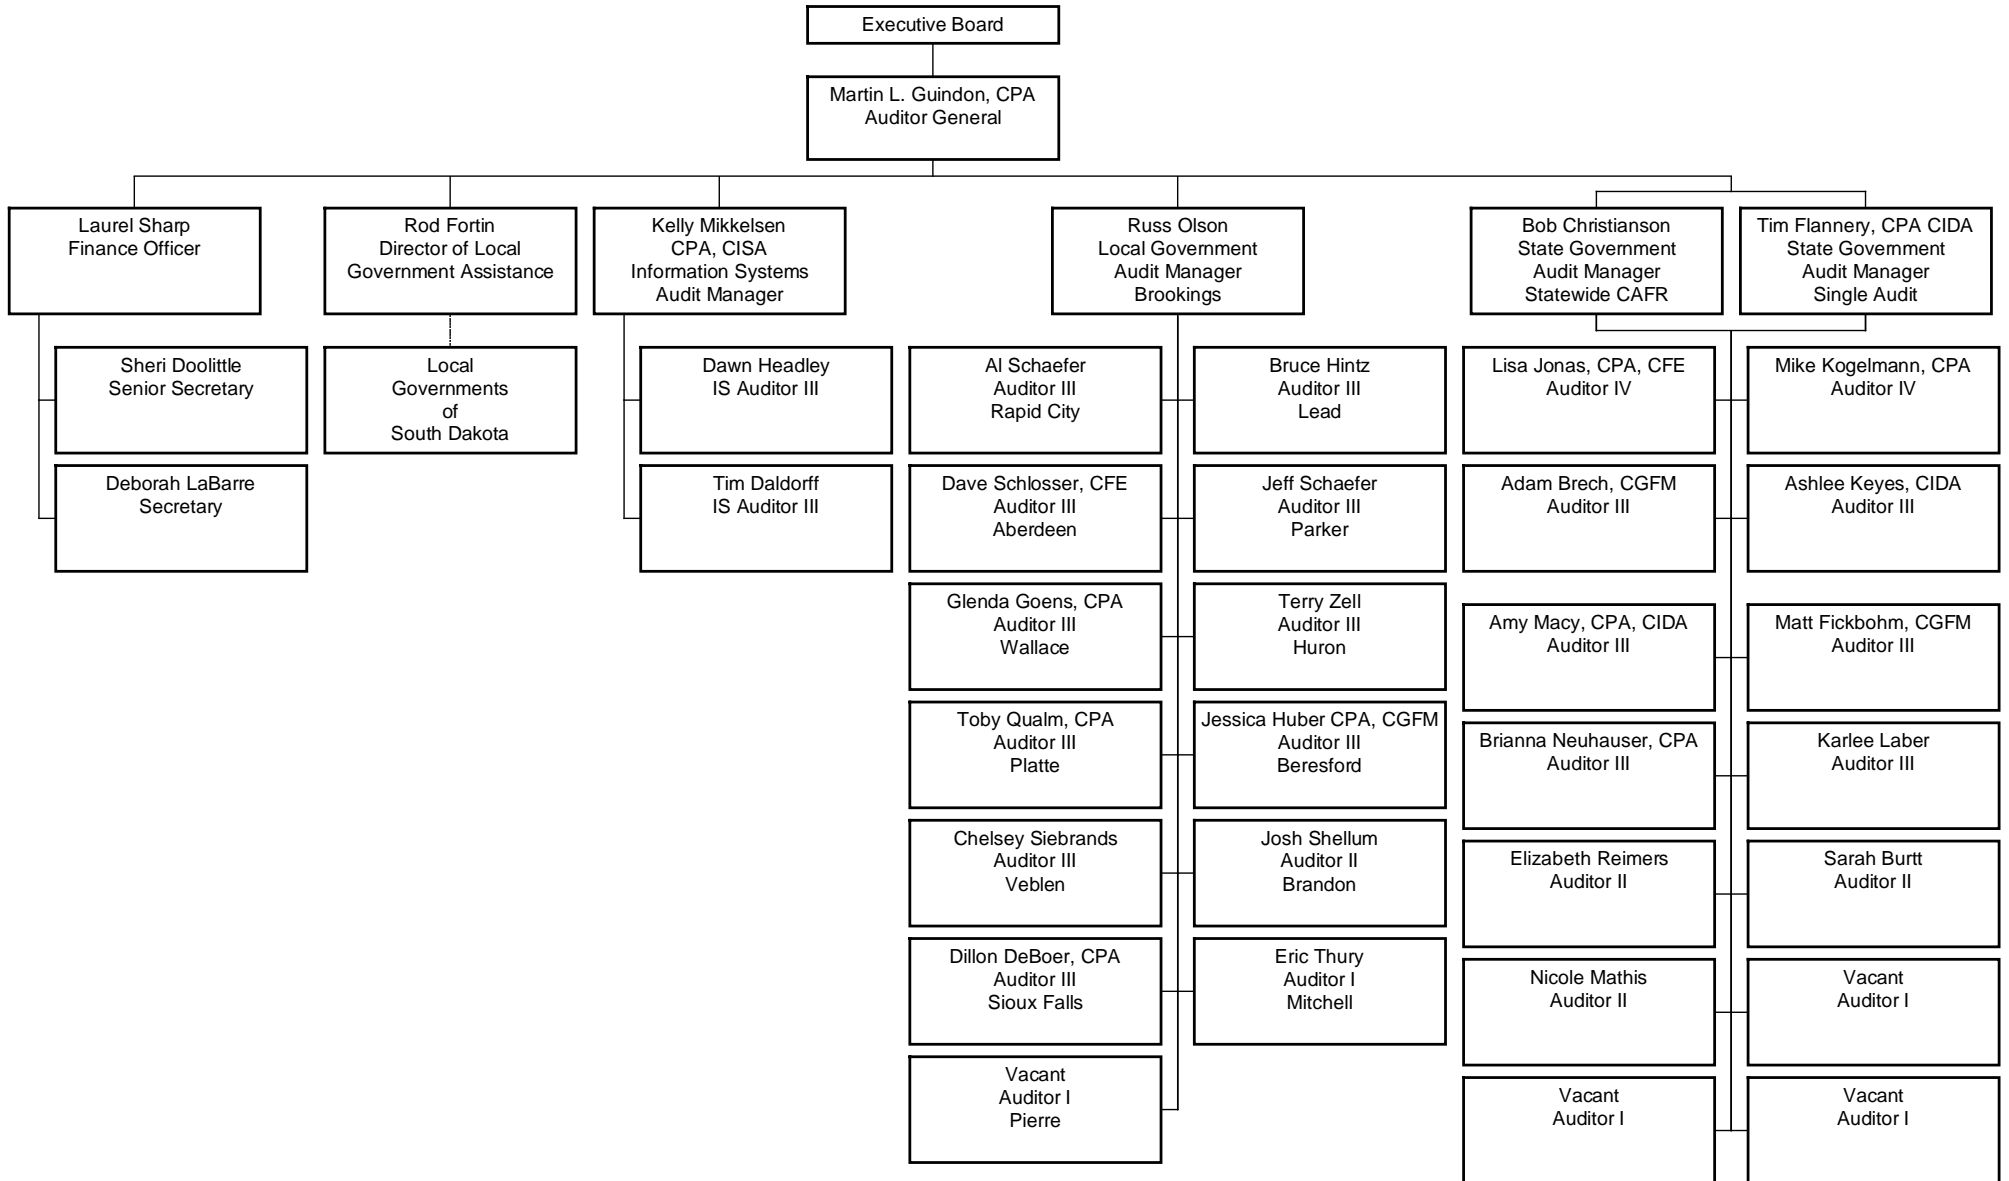 Executive Board
Martin L. Guindon, CPA
Auditor General
Laurel Sharp
Finance Officer
Rod Fortin
Director of Local
Government Assistance
Kelly Mikkelsen
CPA, CISA
Information Systems
Audit Manager
Russ Olson
Local Government
Audit Manager
Brookings
Bob Christianson
State Government
Audit Manager
Statewide CAFR
Tim Flannery, CPA CIDA
State Government
Audit Manager
Single Audit
Sheri Doolittle
Senior Secretary
Local
Governments
of
South Dakota
Dawn Headley
IS Auditor III
Al Schaefer
Auditor III
Rapid City
Bruce Hintz
Auditor III
Lead
Lisa Jonas, CPA, CFE
Auditor IV
Mike Kogelmann, CPA
Auditor IV
Deborah LaBarre
Secretary
Tim Daldorff
IS Auditor III
Dave Schlosser, CFE
Auditor III
Aberdeen
Jeff Schaefer
Auditor III
Parker
Adam Brech, CGFM
Auditor III
Ashlee Keyes, CIDA
Auditor III
Glenda Goens, CPA
Auditor III
Wallace
Terry Zell
Auditor III
Huron
Amy Macy, CPA, CIDA
Auditor III
Matt Fickbohm, CGFM
Auditor III
Toby Qualm, CPA
Auditor III
Platte
Jessica Huber CPA, CGFM
Auditor III
Beresford
Brianna Neuhauser, CPA
Auditor III
Karlee Laber
Auditor III
Chelsey Siebrands
Auditor III
Veblen
Josh Shellum
Auditor II
Brandon
Elizabeth Reimers
Auditor II
Sarah Burtt
Auditor II
Dillon DeBoer, CPA
Auditor III
Sioux Falls
Eric Thury
Auditor I
Mitchell
Nicole Mathis
Auditor II
Vacant
Auditor I
Vacant
Auditor I
Pierre
Vacant
Auditor I
Vacant
Auditor I